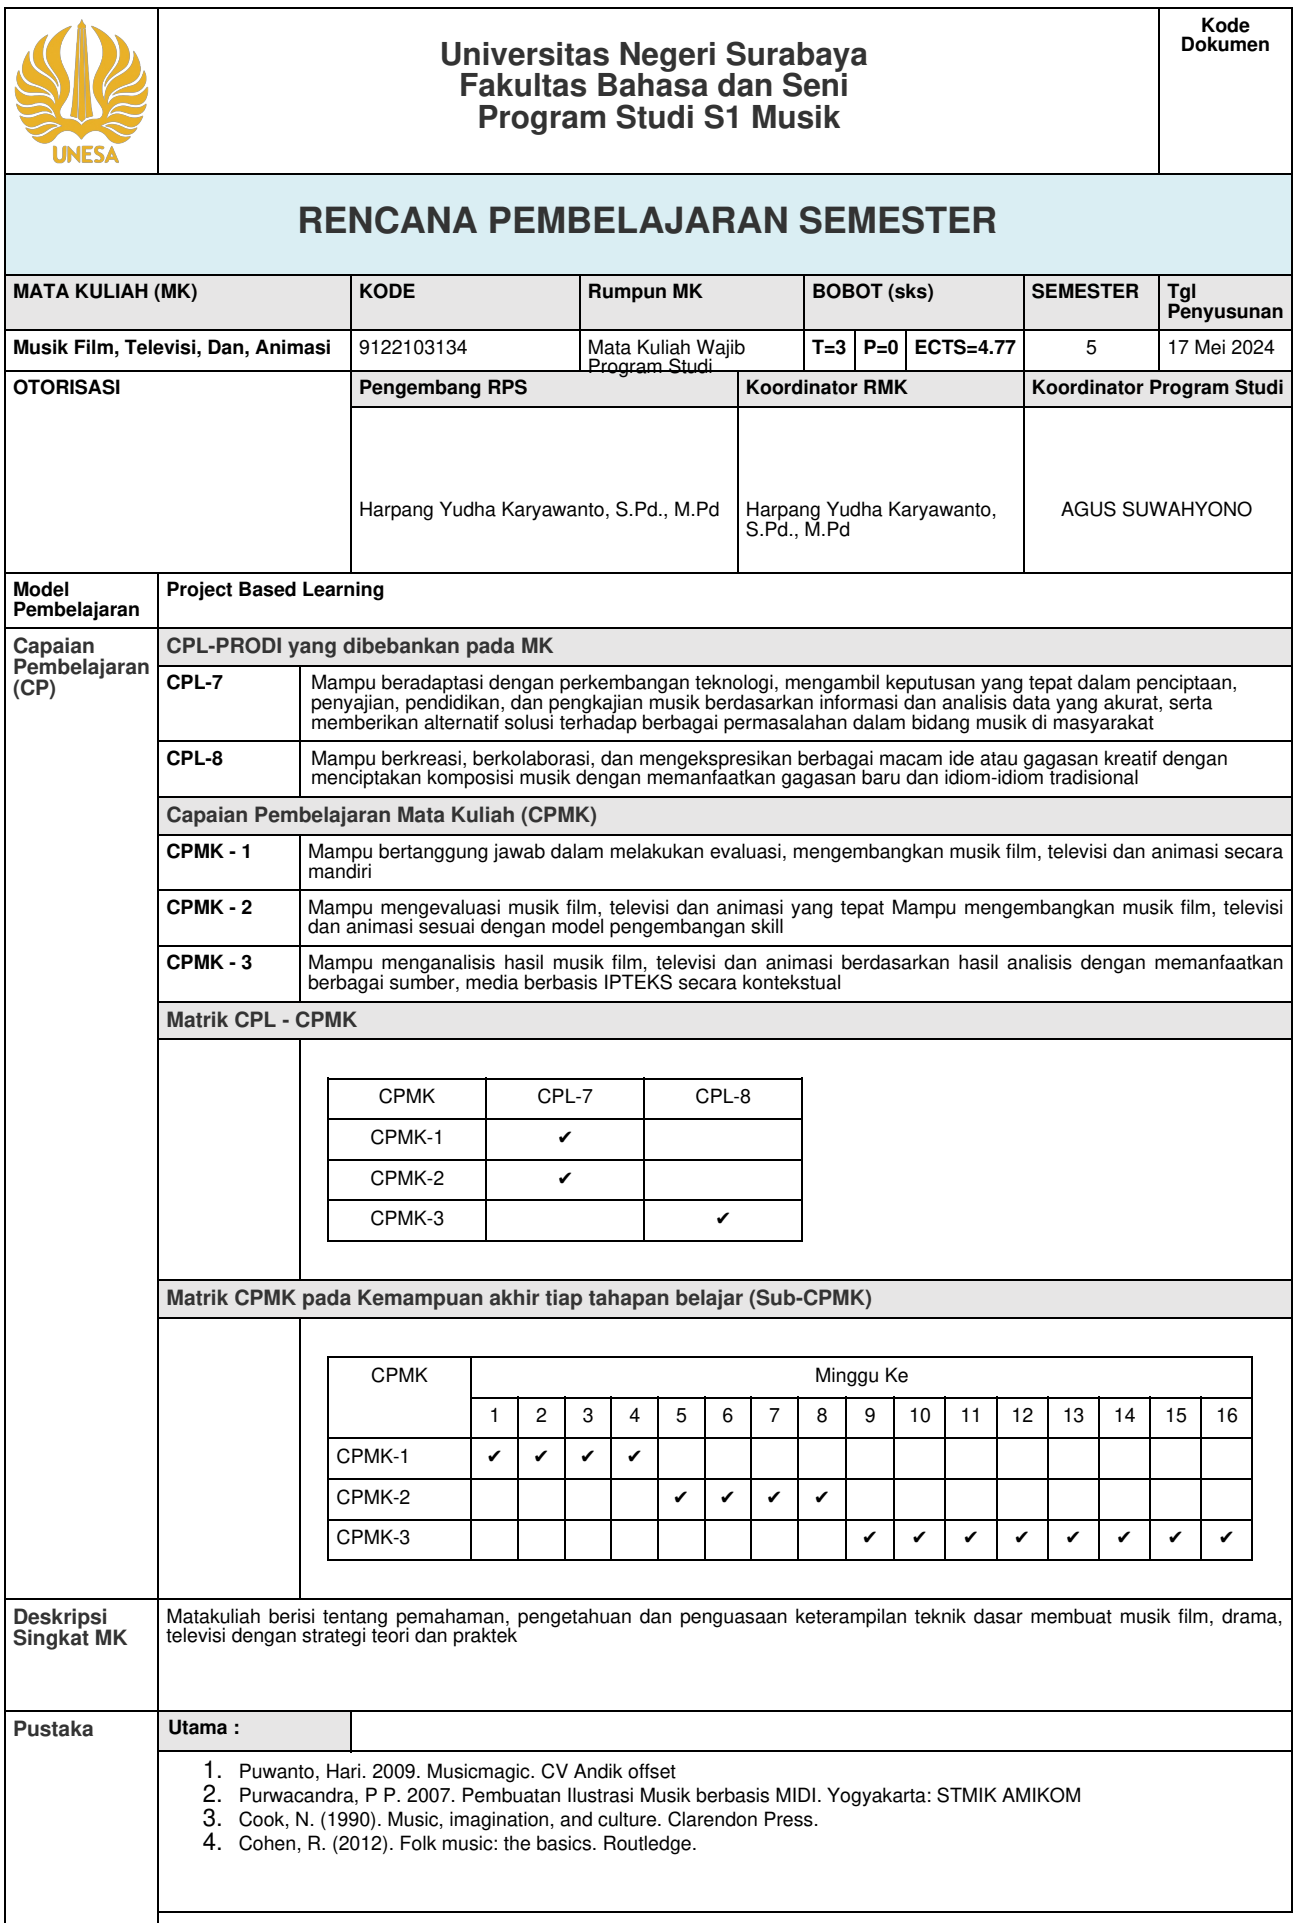 UNESA
Universitas Negeri Surabaya
Fakultas Bahasa dan Seni
Program Studi S1 Musik
Kode
Dokumen
RENCANA PEMBELAJARAN SEMESTER
MATA KULIAH (MK) KODE Rumpun MK BOBOT (sks) SEMESTER Tgl
Penyusunan
Musik Film, Televisi, Dan, Animasi 9122103134 Mata Kuliah Wajib T=3 P=0 ECTS=4.77 5 17 Mei 2024
Program Studi
OTORISASI Pengembang RPS Koordinator RMK Koordinator Program Studi
Harpang Yudha Karyawanto, S.Pd., M.Pd Harpang Yudha Karyawanto, AGUS SUWAHYONO
S.Pd., M.Pd
Model
Pembelajaran
Project Based Learning
Capaian
Pembelajaran
(CP)
CPL-PRODI yang dibebankan pada MK
CPL-7 Mampu beradaptasi dengan perkembangan teknologi, mengambil keputusan yang tepat dalam penciptaan,
penyajian, pendidikan, dan pengkajian musik berdasarkan informasi dan analisis data yang akurat, serta
memberikan alternatif solusi terhadap berbagai permasalahan dalam bidang musik di masyarakat
CPL-8 Mampu berkreasi, berkolaborasi, dan mengekspresikan berbagai macam ide atau gagasan kreatif dengan
menciptakan komposisi musik dengan memanfaatkan gagasan baru dan idiom-idiom tradisional
Capaian Pembelajaran Mata Kuliah (CPMK)
CPMK - 1 Mampu bertanggung jawab dalam melakukan evaluasi, mengembangkan musik film, televisi dan animasi secara
mandiri
CPMK - 2 Mampu mengevaluasi musik film, televisi dan animasi yang tepat Mampu mengembangkan musik film, televisi
dan animasi sesuai dengan model pengembangan skill
CPMK - 3 Mampu menganalisis hasil musik film, televisi dan animasi berdasarkan hasil analisis dengan memanfaatkan
berbagai sumber, media berbasis IPTEKS secara kontekstual
Matrik CPL - CPMK
CPMK CPL-7 CPL-8
CPMK-1 ✔
CPMK-2 ✔
CPMK-3 ✔
Matrik CPMK pada Kemampuan akhir tiap tahapan belajar (Sub-CPMK)
CPMK Minggu Ke
1 2 3 4 5 6 7 8 9 10 11 12 13 14 15 16
CPMK-1 ✔ ✔ ✔ ✔
CPMK-2 ✔ ✔ ✔ ✔
CPMK-3 ✔ ✔ ✔ ✔ ✔ ✔ ✔ ✔
Deskripsi
Singkat MK
Matakuliah berisi tentang pemahaman, pengetahuan dan penguasaan keterampilan teknik dasar membuat musik film, drama,
televisi dengan strategi teori dan praktek
Pustaka
Utama :
1. Puwanto, Hari. 2009. Musicmagic. CV Andik offset
2. Purwacandra, P P. 2007. Pembuatan Ilustrasi Musik berbasis MIDI. Yogyakarta: STMIK AMIKOM
3. Cook, N. (1990). Music, imagination, and culture. Clarendon Press.
4. Cohen, R. (2012). Folk music: the basics. Routledge.